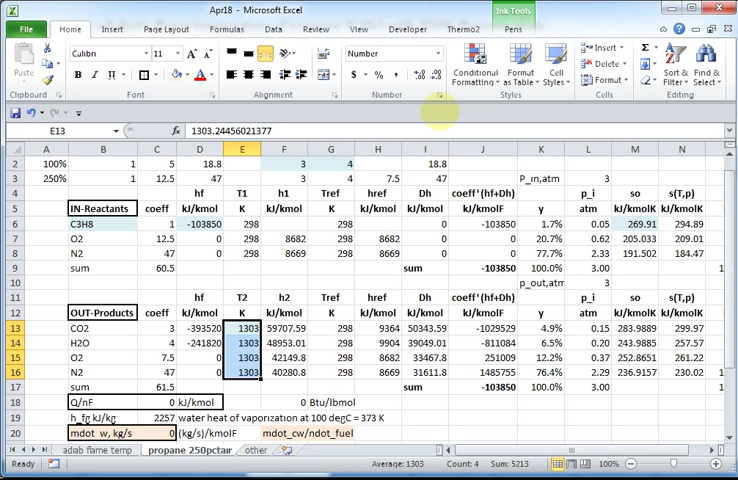 Apr18 - Microsoft Excel
Ink Tools
File Home Insert Page Layout Formulas Data Review View Developer Thermo2 Pens
Paste
Calibri 11
B I U
Number
$ % ,
Conditional Formatting
Format as Table
Cell Styles
Insert
Delete
Format
Sort & Filter
Find & Select
Clipboard Font Alignment Number Styles Cells Editing
E13 fx 1303.24456021377
A B C D E F G H I J K L M N
2 100% 1 5 18.8 3 4 18.8
3 250% 1 12.5 47 3 4 7.5 47 P_in,atm 3
4 hf T1 h1 Tref href Dh coeff*(hf+Dh) p_i so s(T,p)
5 IN-Reactants coeff kJ/kmol K kJ/kmol K kJ/kmol kJ/kmol kJ/kmolF y atm kJ/kmolK kJ/kmolK
6 C3H8 1 -103850 298 298 0 -103850 1.7% 0.05 269.91 294.89
7 O2 12.5 0 298 8682 298 8682 0 0 20.7% 0.62 205.033 209.01
8 N2 47 0 298 8669 298 8669 0 0 77.7% 2.33 191.502 184.47
9 sum 60.5 sum -103850 100.0% 3.00
10 p_out,atm 3
11 hf T2 h2 Tref href Dh coeff*(hf+Dh) p_i so s(T,p)
12 OUT-Products coeff kJ/kmol K kJ/kmol K kJ/kmol kJ/kmol kJ/kmolF y atm kJ/kmolK kJ/kmolK
13 CO2 3 -393520 1303 59707.59 298 9364 50343.59 -1029529 4.9% 0.15 283.9889 299.97
14 H2O 4 -241820 1303 48953.01 298 9904 39049.01 -811084 6.5% 0.20 243.9085 257.57
15 O2 7.5 0 1303 42149.8 298 8682 33467.8 251009 12.2% 0.37 252.8651 261.22
16 N2 47 0 1303 40280.8 298 8669 31611.8 1485755 76.4% 2.29 236.9157 230.02
17 sum 61.5 sum -103850 100.0% 3.00
18 Q/nF 0 kJ/kmol 0 Btu/lbmol
19 h_fg kJ/kg 2257 water heat of vaporization at 100 degC = 373 K
20 mdot_w, kg/s 0 (kg/s)/kmolF mdot_cw/ndot_fuel
adiab flame temp propane 250pctair other
Ready Average: 1303 Count: 4 Sum: 5213 100%